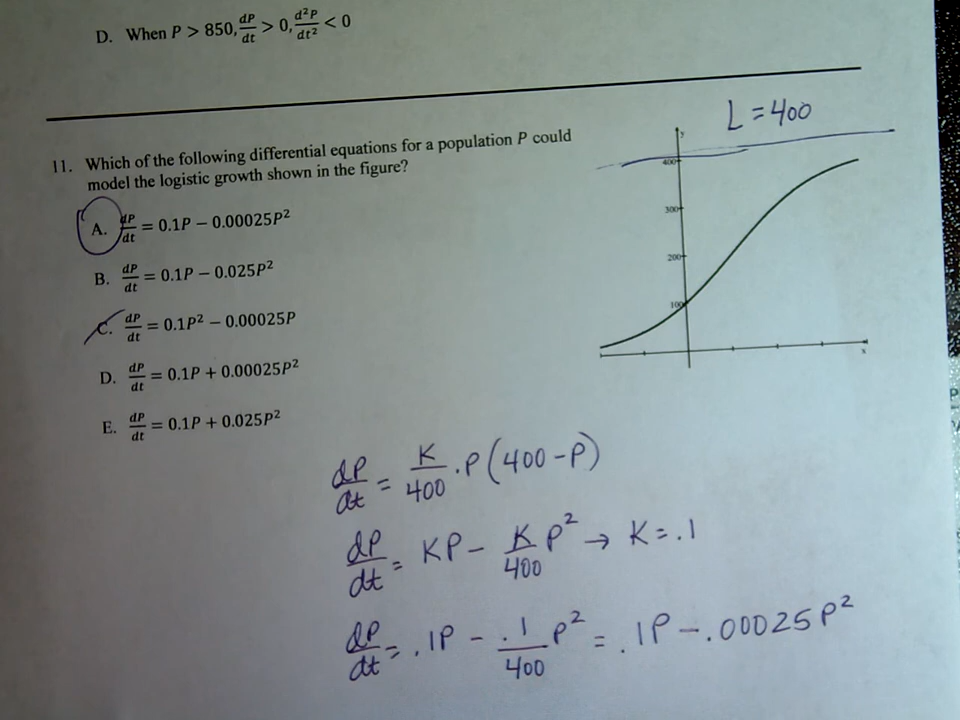 D. When P > 850, dP/dt > 0, d²P/dt² < 0
L = 400
11. Which of the following differential equations for a population P could
model the logistic growth shown in the figure?
A. dP/dt = 0.1P − 0.00025P²
B. dP/dt = 0.1P − 0.025P²
C. dP/dt = 0.1P² − 0.00025P
D. dP/dt = 0.1P + 0.00025P²
E. dP/dt = 0.1P + 0.025P²
y
400
300
200
100
x
dP/dt = K/400 · P(400 − P)
dP/dt = KP − K/400 P² → K = .1
dP/dt = .1P − .1/400 P² = .1P − .00025P²